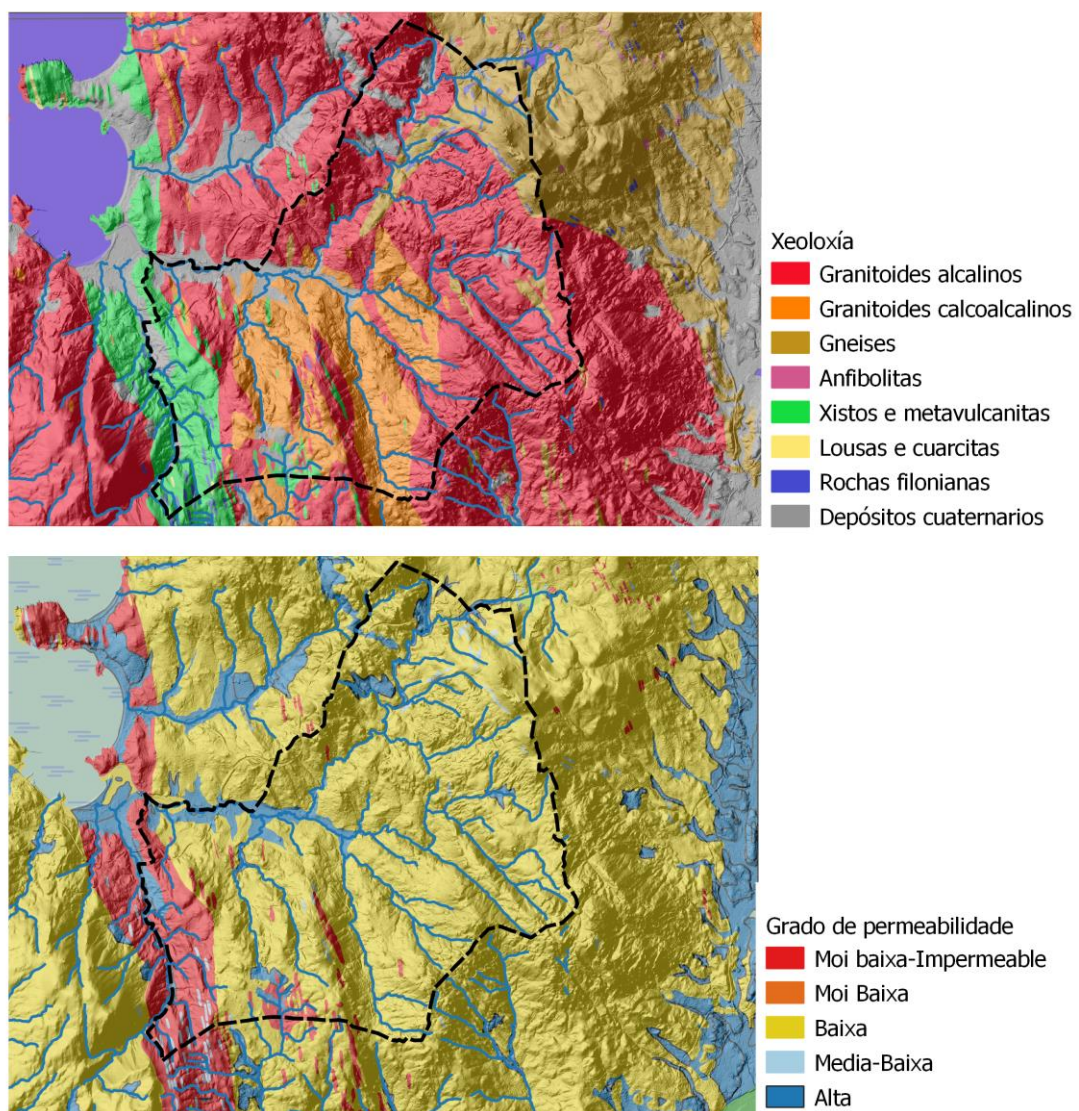 Xeoloxía
Granitoides alcalinos
Granitoides calcoalcalinos
Gneises
Anfibolitas
Xistos e metavulcanitas
Lousas e cuarcitas
Rochas filonianas
Depósitos cuaternarios
Grado de permeabilidade
Moi baixa-Impermeable
Moi Baixa
Baixa
Media-Baixa
Alta